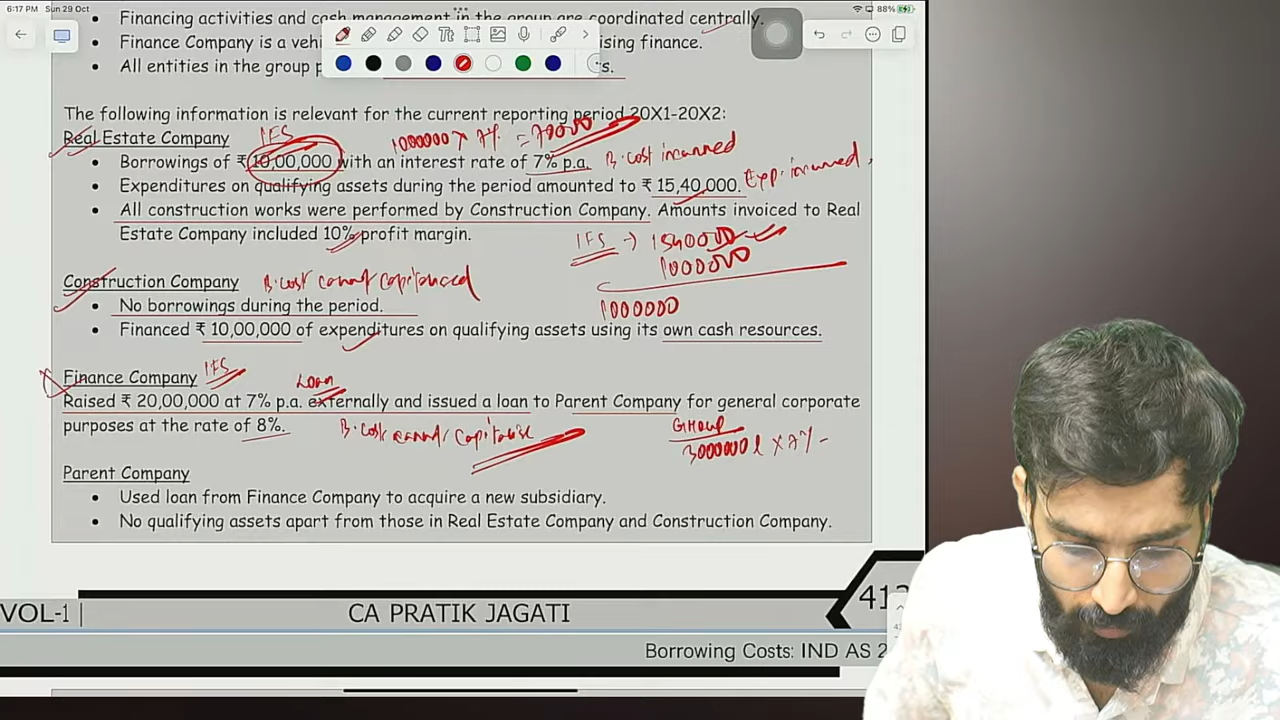 6:17 PM Sun 29 Oct
88%
Financing activities and cash management in the group are coordinated centrally.
Finance Company is a vehi ising finance.
All entities in the group p s.
The following information is relevant for the current reporting period 20X1-20X2:
Real Estate Company IFS 1000000 x 7% = 70000
Borrowings of ₹ 10,00,000 with an interest rate of 7% p.a. B.cost incurred
Expenditures on qualifying assets during the period amounted to ₹ 15,40,000. Exp. incurred
All construction works were performed by Construction Company. Amounts invoiced to Real
Estate Company included 10% profit margin. IFS → 1540000
1000000
Construction Company B.cost cannot capitalised
No borrowings during the period. 1000000
Financed ₹ 10,00,000 of expenditures on qualifying assets using its own cash resources.
Finance Company IFS Loan
Raised ₹ 20,00,000 at 7% p.a. externally and issued a loan to Parent Company for general corporate
purposes at the rate of 8%. B.cost cannot capitalise Group
3000000 x 7% =
Parent Company
Used loan from Finance Company to acquire a new subsidiary.
No qualifying assets apart from those in Real Estate Company and Construction Company.
VOL-1 | CA PRATIK JAGATI
Borrowing Costs: IND AS 2